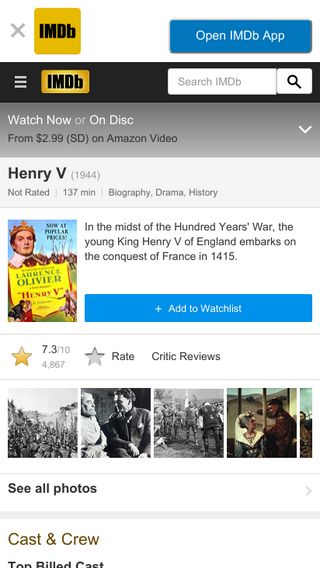 IMDb
Open IMDb App
IMDb
Search IMDb
Watch Now or On Disc
From $2.99 (SD) on Amazon Video
Henry V (1944)
Not Rated | 137 min | Biography, Drama, History
NOW AT
POPULAR
PRICES!
LAURENCE
OLIVIER
"HENRY V"
In the midst of the Hundred Years' War, the
young King Henry V of England embarks on
the conquest of France in 1415.
+ Add to Watchlist
7.3/10
4,867
Rate
Critic Reviews
See all photos
Cast & Crew
Top Billed Cast